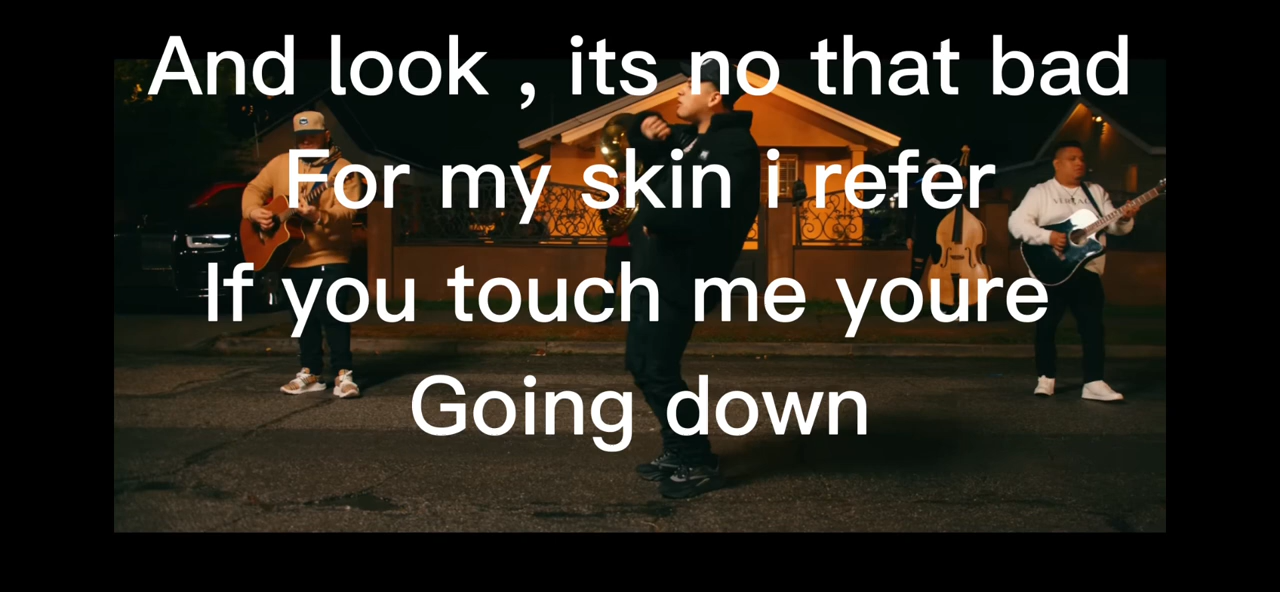 And look , its no that bad
For my skin i refer
If you touch me youre
Going down